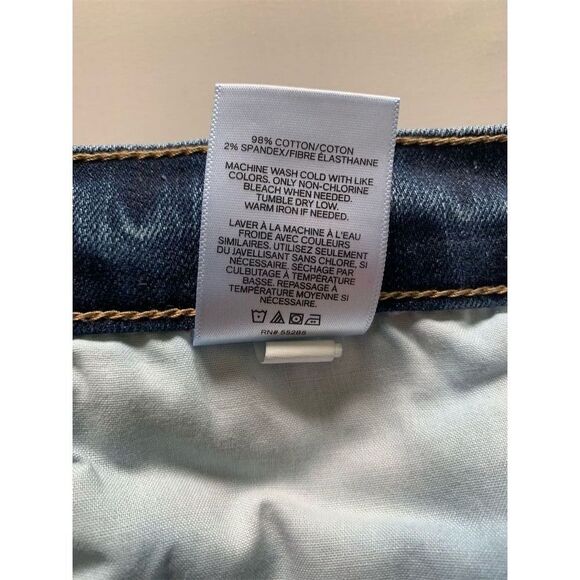 98% COTTON/COTON
2% SPANDEX/FIBRE ÉLASTHANNE
MACHINE WASH COLD WITH LIKE
COLORS. ONLY NON-CHLORINE
BLEACH WHEN NEEDED.
TUMBLE DRY LOW.
WARM IRON IF NEEDED.
LAVER À LA MACHINE À L'EAU
FROIDE AVEC COULEURS
SIMILAIRES. UTILISEZ SEULEMENT
DU JAVELLISANT SANS CHLORE, SI
NÉCESSAIRE. SÉCHAGE PAR
CULBUTAGE À TEMPÉRATURE
BASSE. REPASSAGE À
TEMPÉRATURE MOYENNE SI
NÉCESSAIRE.
RN# 55285